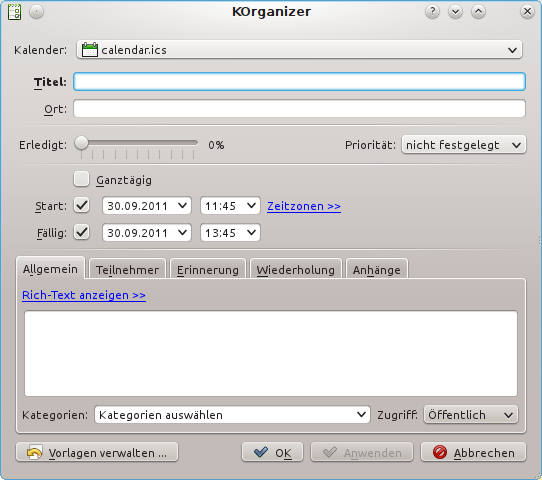 KOrganizer
Kalender: calendar.ics
Titel:
Ort:
Erledigt: 0% Priorität: nicht festgelegt
Ganztägig
Start: 30.09.2011 11:45 Zeitzonen >>
Fällig: 30.09.2011 13:45
Allgemein Teilnehmer Erinnerung Wiederholung Anhänge
Rich-Text anzeigen >>
Kategorien: Kategorien auswählen Zugriff: Öffentlich
Vorlagen verwalten ... OK Anwenden Abbrechen